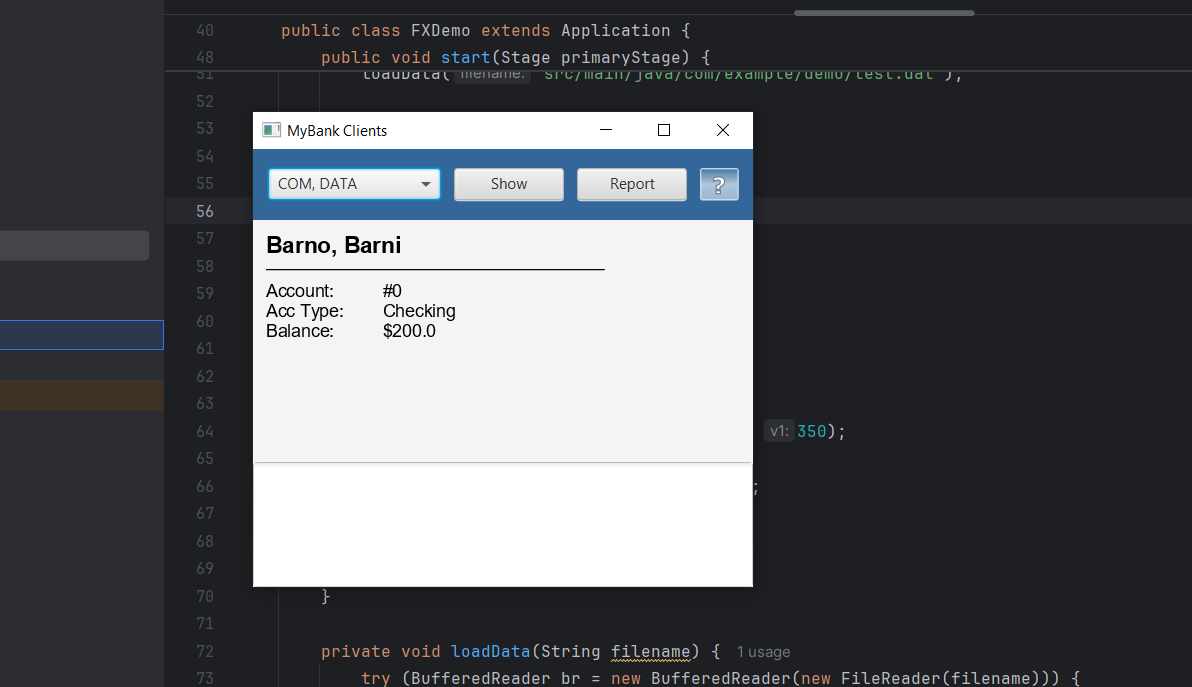 40 public class FXDemo extends Application {
48 public void start(Stage primaryStage) {
51 loadData( filename: "src/main/java/com/example/demo/test.dat");
52
53
54
55
56
57
58
59
60
61
62
63
64 v1: 350);
65
66 ;
67
68
69
70 }
71
72 private void loadData(String filename) { 1 usage
73 try (BufferedReader br = new BufferedReader(new FileReader(filename))) {
MyBank Clients
COM, DATA Show Report ?
Barno, Barni
Account: #0
Acc Type: Checking
Balance: $200.0